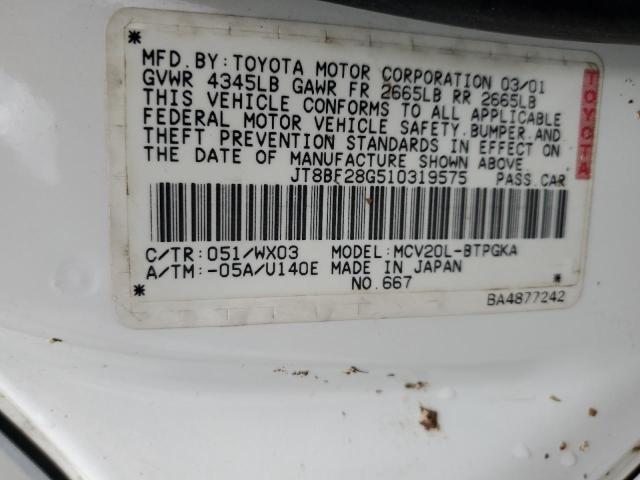 MFD. BY: TOYOTA MOTOR CORPORATION 03/01
GVWR 4345LB GAWR FR 2665LB RR 2665LB
THIS VEHICLE CONFORMS TO ALL APPLICABLE
FEDERAL MOTOR VEHICLE SAFETY, BUMPER, AND
THEFT PREVENTION STANDARDS IN EFFECT ON
THE DATE OF MANUFACTURE SHOWN ABOVE.
JT8BF28G510319575 PASS. CAR
C/TR: 051/WX03 MODEL: MCV20L-BTPGKA
A/TM: -05A/U140E MADE IN JAPAN
NO. 667
BA4877242
TOYOTA